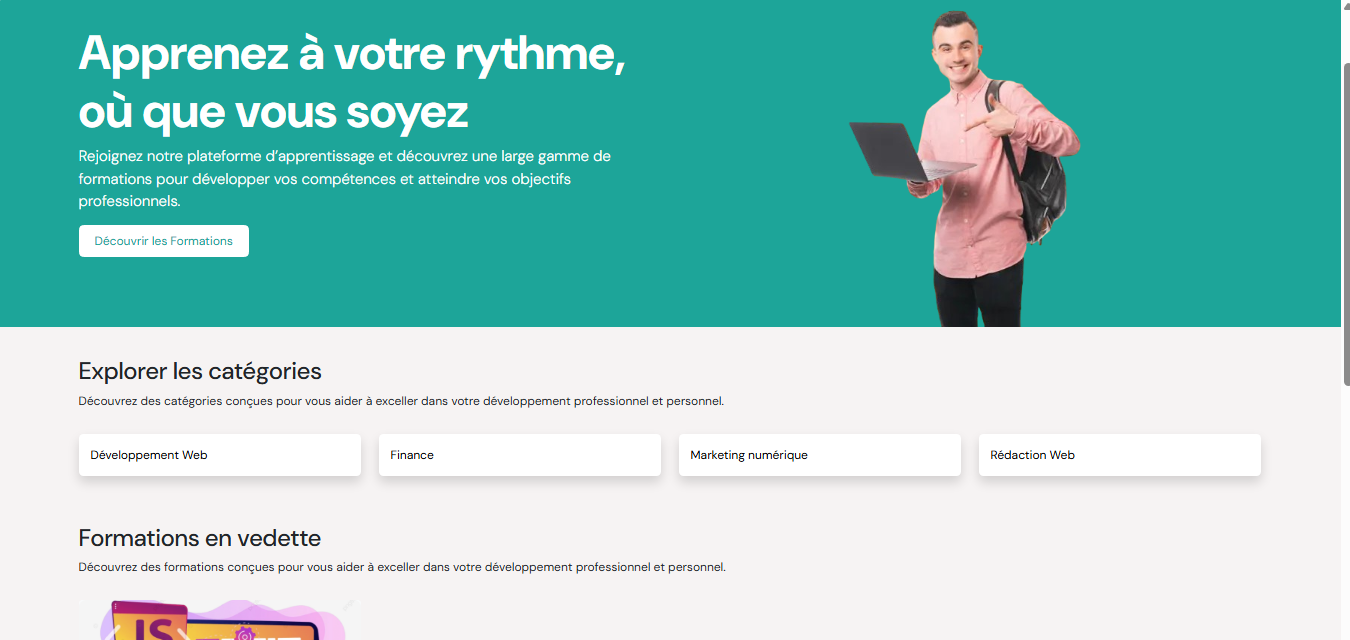 Apprenez à votre rythme,
où que vous soyez
Rejoignez notre plateforme d’apprentissage et découvrez une large gamme de
formations pour développer vos compétences et atteindre vos objectifs
professionnels.
Découvrir les Formations
Explorer les catégories
Découvrez des catégories conçues pour vous aider à exceller dans votre développement professionnel et personnel.
Développement Web
Finance
Marketing numérique
Rédaction Web
Formations en vedette
Découvrez des formations conçues pour vous aider à exceller dans votre développement professionnel et personnel.
JS